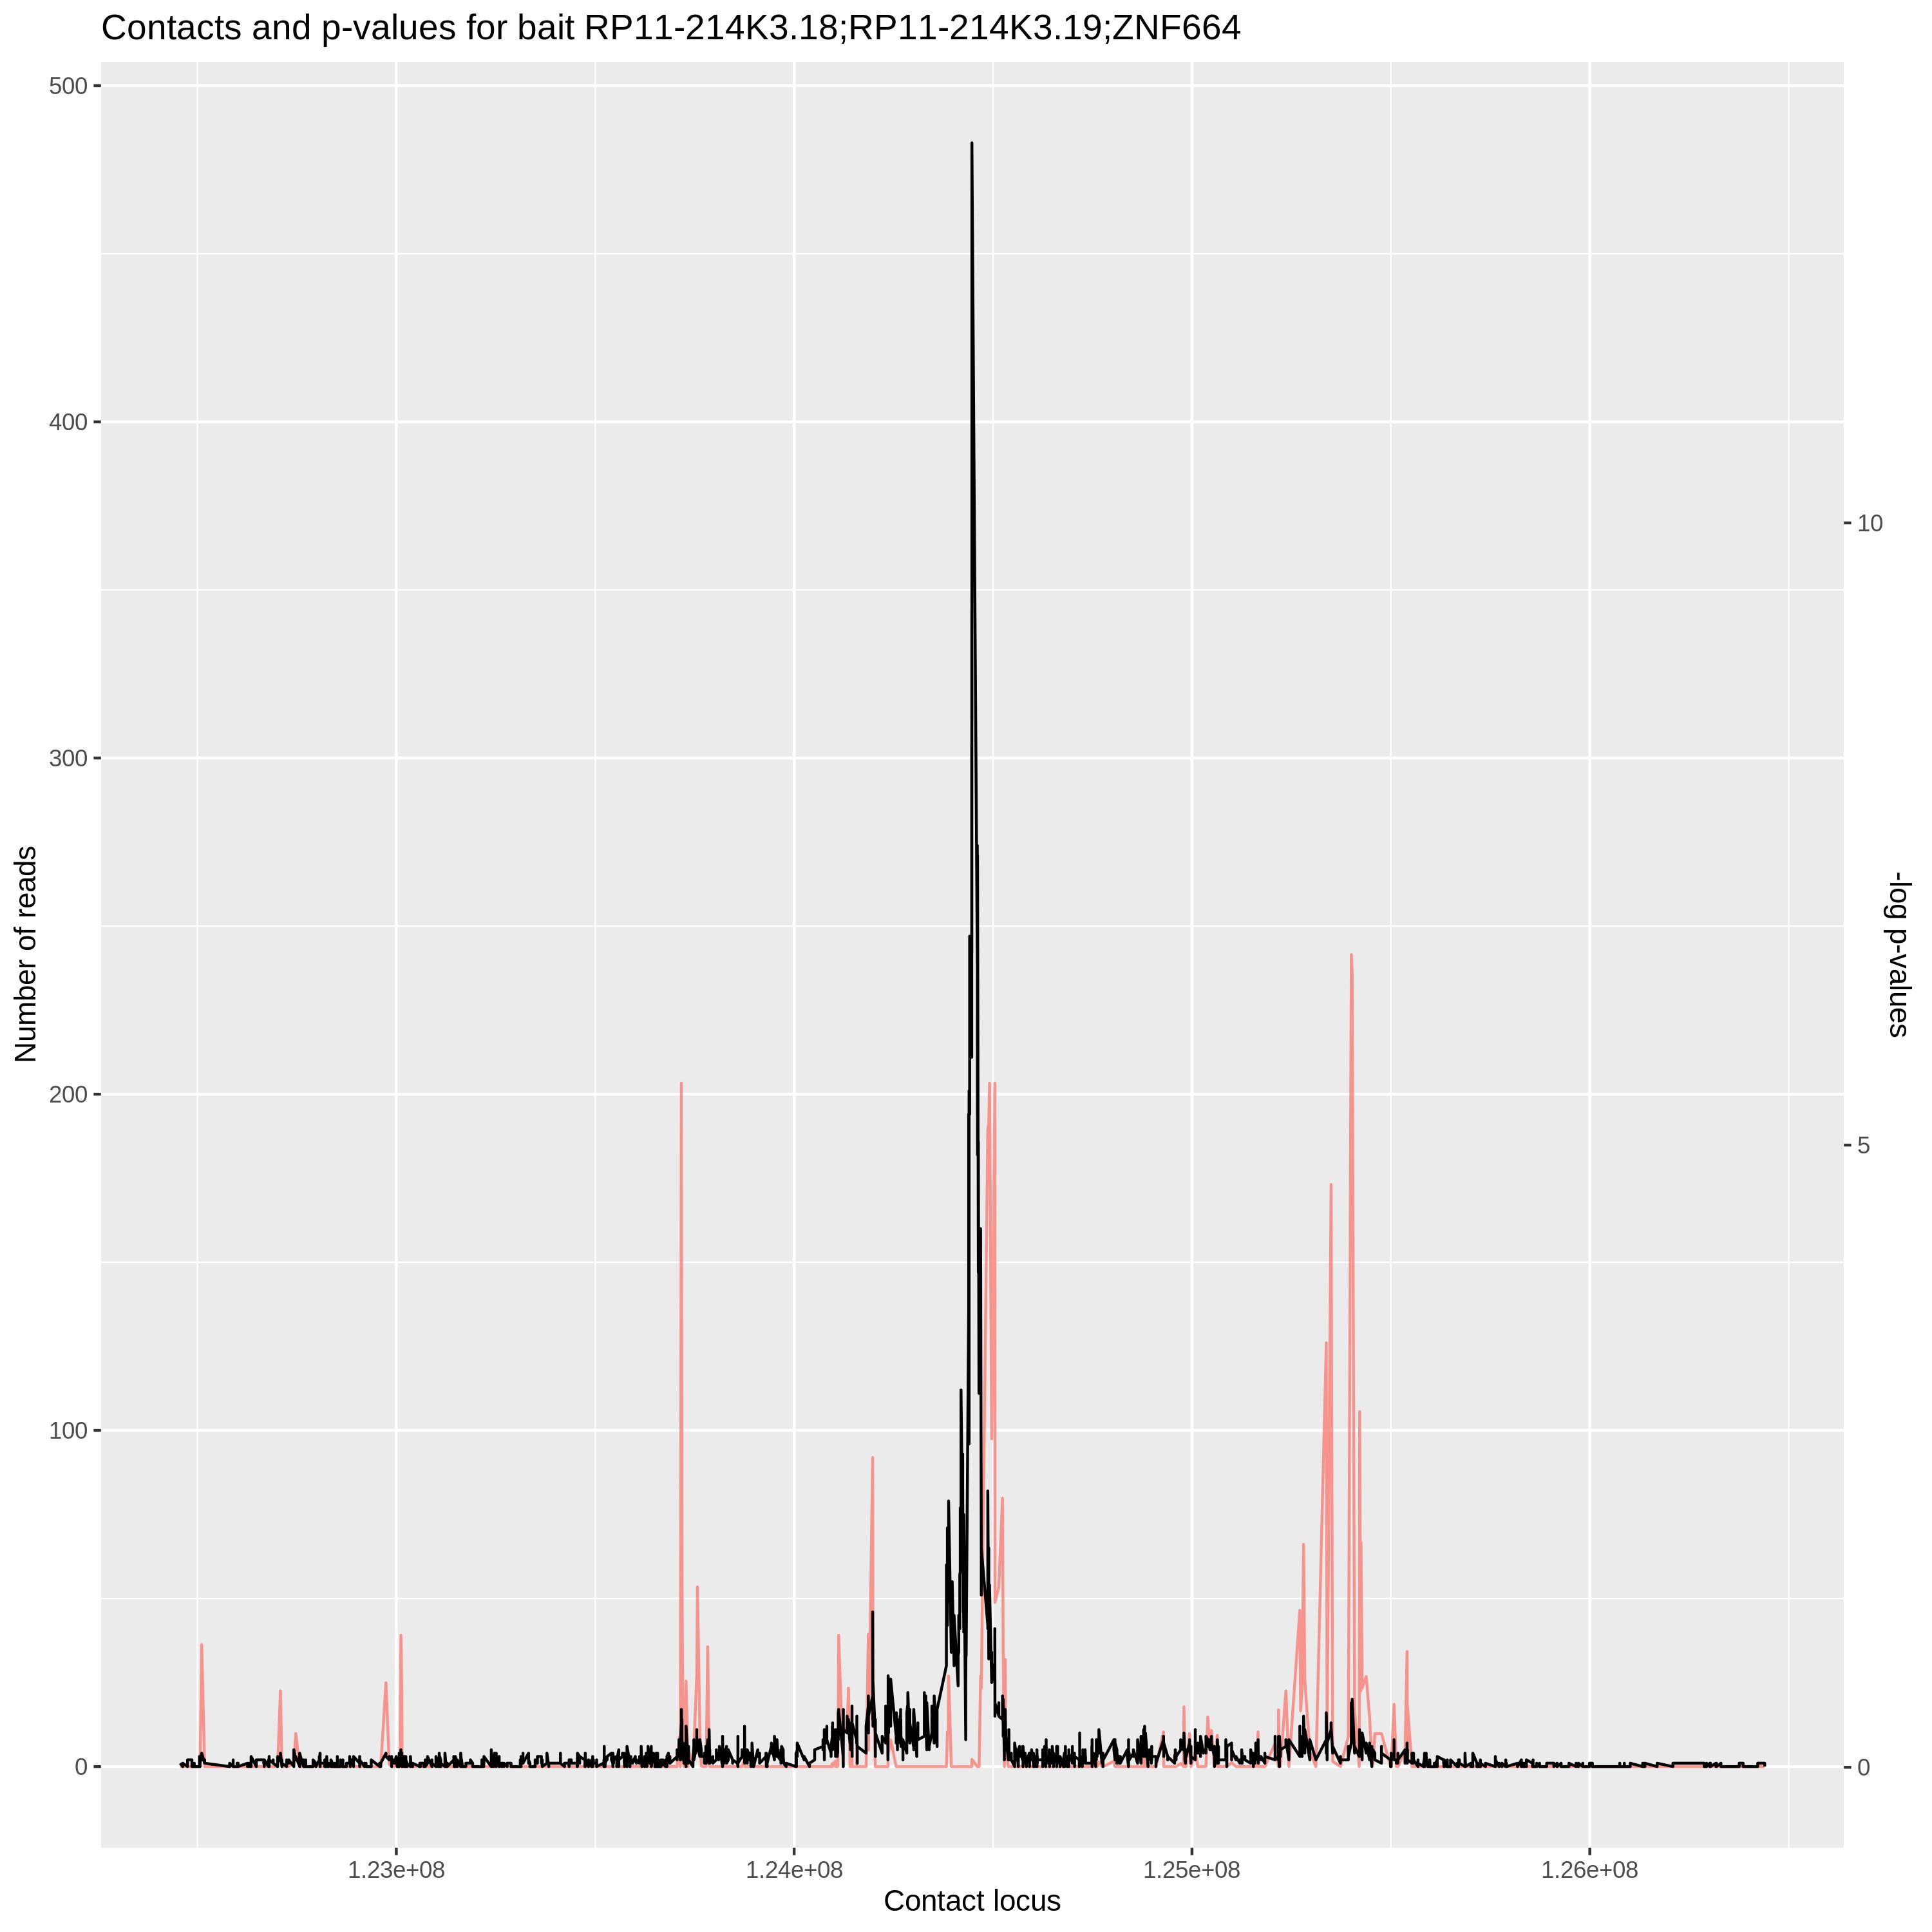 Contacts and p-values for bait RP11-214K3.18;RP11-214K3.19;ZNF664
500
400
300
200
100
0
Number of reads
10
5
0
-log p-values
1.23e+08
1.24e+08
1.25e+08
1.26e+08
Contact locus